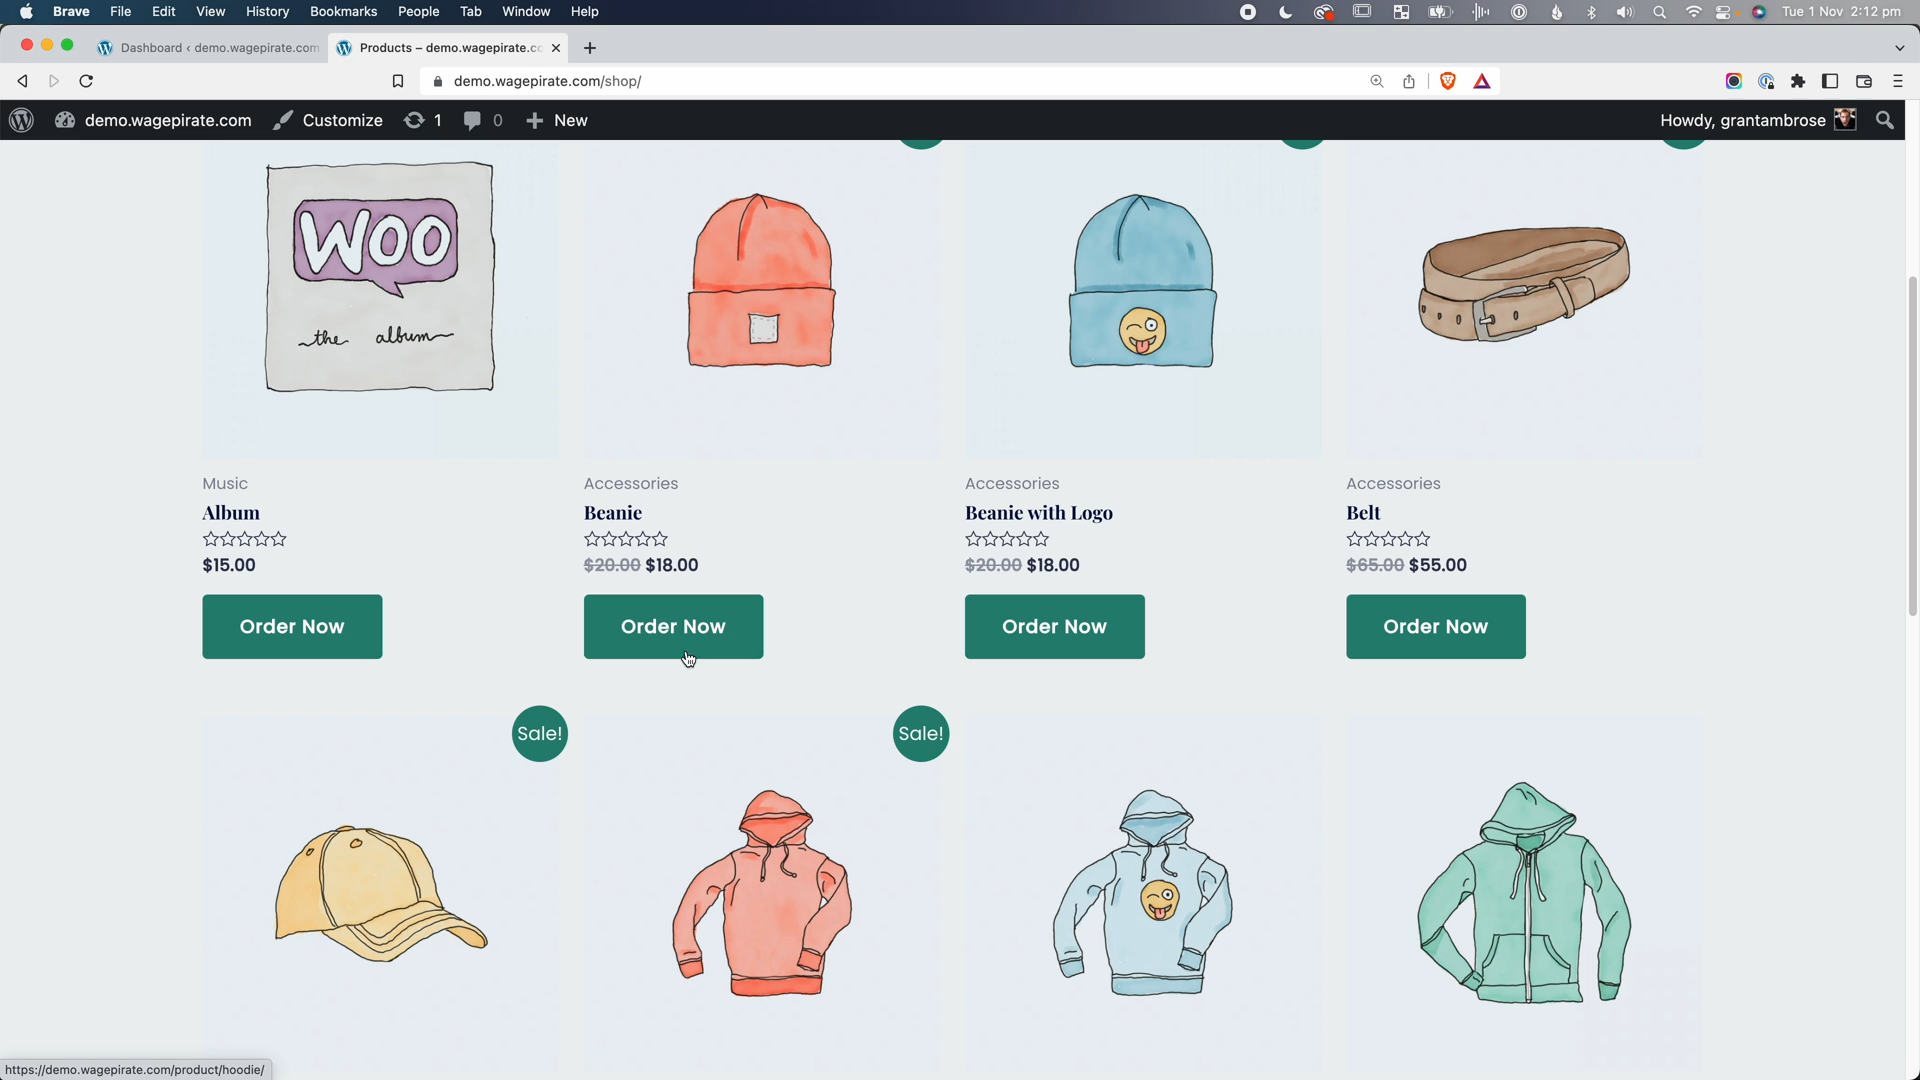 Brave File Edit View History Bookmarks People Tab Window Help Tue 1 Nov 2:12 pm
Dashboard ‹ demo.wagepirate.com Products – demo.wagepirate.co
demo.wagepirate.com/shop/
demo.wagepirate.com Customize 1 0 New Howdy, grantambrose
WOO
the album
Music Accessories Accessories Accessories
Album Beanie Beanie with Logo Belt
$15.00 $20.00 $18.00 $20.00 $18.00 $65.00 $55.00
Order Now Order Now Order Now Order Now
Sale! Sale!
https://demo.wagepirate.com/product/hoodie/